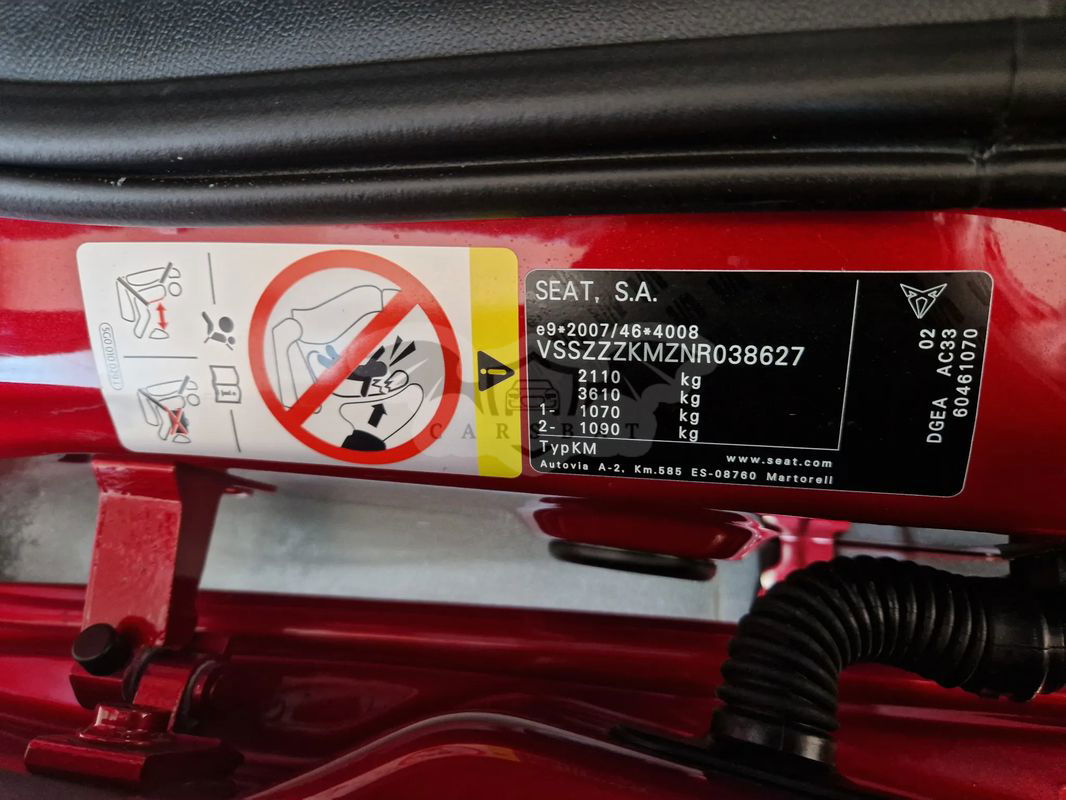 SEAT, S.A.
e9*2007/46*4008
VSSZZZKMZNR038627
2110 kg
3610 kg
1- 1070 kg
2- 1090 kg
TypKM
www.seat.com
Autovia A-2, Km.585 ES-08760 Martorell
DGEA AC33 02
60461070
CARSBET